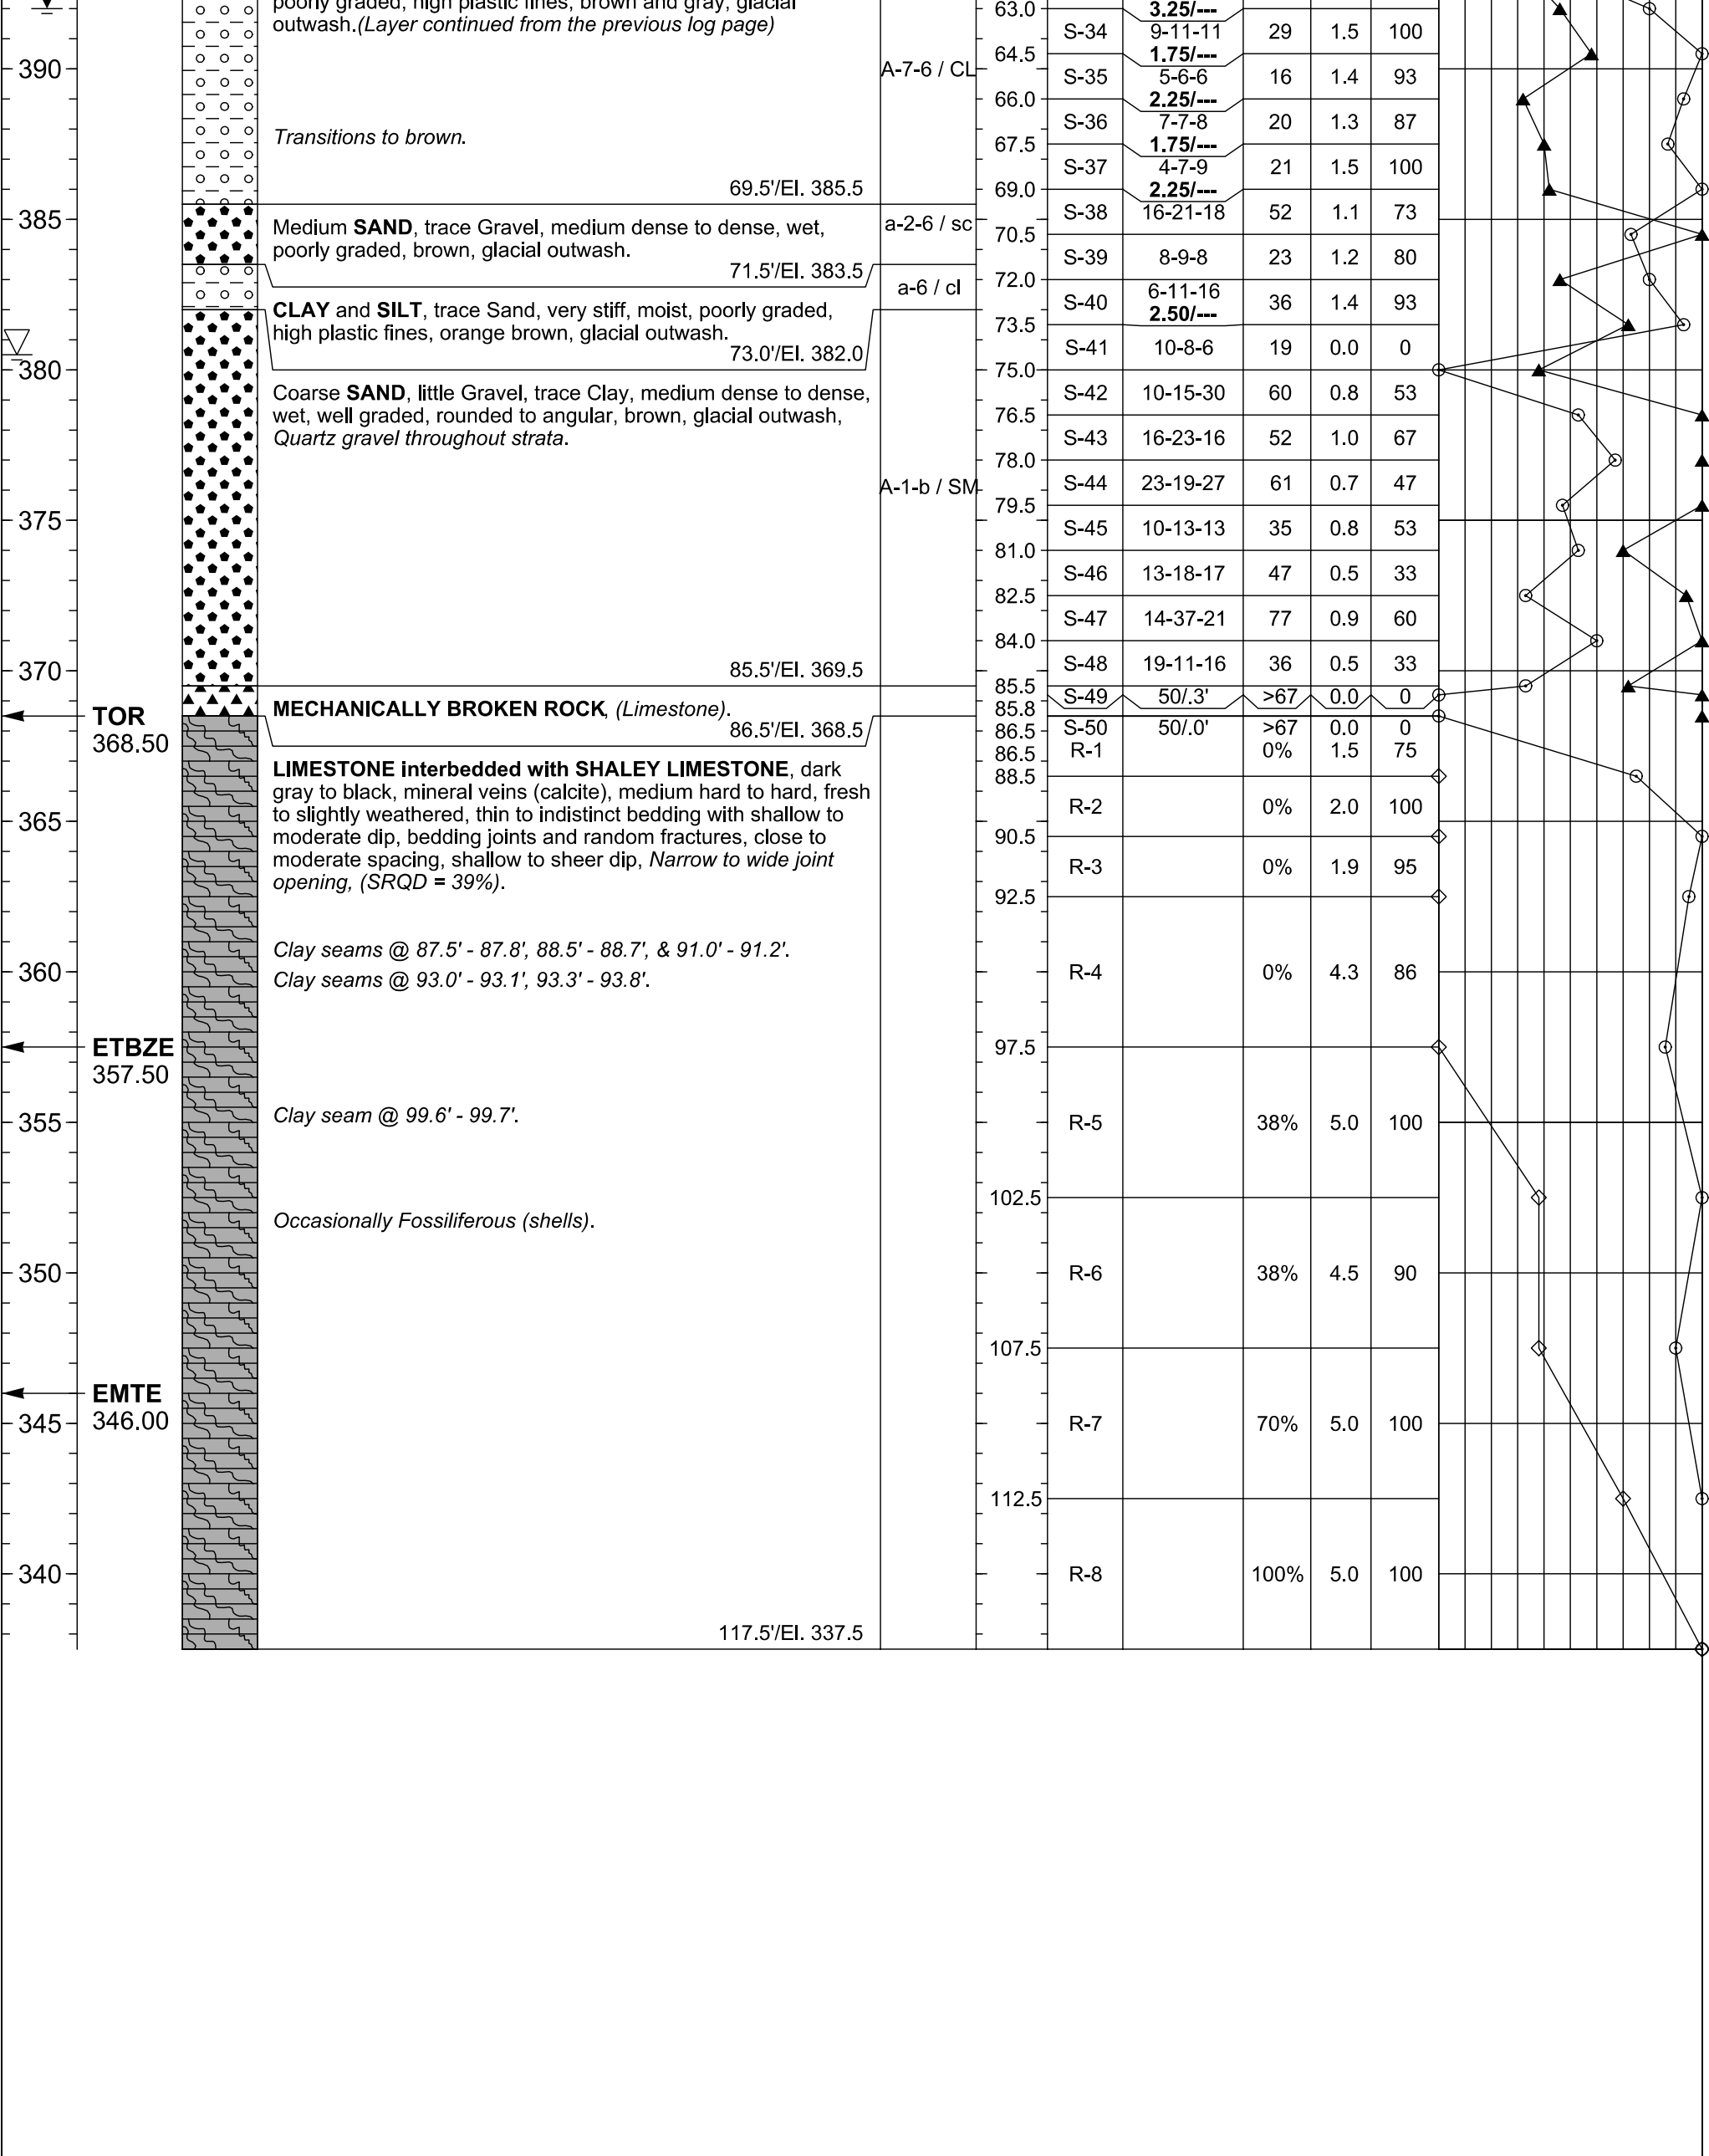 poorly graded, high plastic fines, brown and gray, glacial
outwash.(Layer continued from the previous log page)
Transitions to brown.
69.5'/El. 385.5
Medium SAND, trace Gravel, medium dense to dense, wet,
poorly graded, brown, glacial outwash.
71.5'/El. 383.5
CLAY and SILT, trace Sand, very stiff, moist, poorly graded,
high plastic fines, orange brown, glacial outwash.
73.0'/El. 382.0
Coarse SAND, little Gravel, trace Clay, medium dense to dense,
wet, well graded, rounded to angular, brown, glacial outwash,
Quartz gravel throughout strata.
85.5'/El. 369.5
MECHANICALLY BROKEN ROCK, (Limestone).
86.5'/El. 368.5
LIMESTONE interbedded with SHALEY LIMESTONE, dark
gray to black, mineral veins (calcite), medium hard to hard, fresh
to slightly weathered, thin to indistinct bedding with shallow to
moderate dip, bedding joints and random fractures, close to
moderate spacing, shallow to sheer dip, Narrow to wide joint
opening, (SRQD = 39%).
Clay seams @ 87.5' - 87.8', 88.5' - 88.7', & 91.0' - 91.2'.
Clay seams @ 93.0' - 93.1', 93.3' - 93.8'.
Clay seam @ 99.6' - 99.7'.
Occasionally Fossiliferous (shells).
117.5'/El. 337.5
390
385
380
375
370
365
360
355
350
345
340
TOR
368.50
ETBZE
357.50
EMTE
346.00
A-7-6 / CL
a-2-6 / sc
a-6 / cl
A-1-b / SM
63.0
3.25/---
S-34 9-11-11 29 1.5 100
64.5
1.75/---
S-35 5-6-6 16 1.4 93
66.0
2.25/---
S-36 7-7-8 20 1.3 87
67.5
1.75/---
S-37 4-7-9 21 1.5 100
69.0
2.25/---
S-38 16-21-18 52 1.1 73
70.5
S-39 8-9-8 23 1.2 80
72.0
S-40 6-11-16 36 1.4 93
2.50/---
73.5
S-41 10-8-6 19 0.0 0
75.0
S-42 10-15-30 60 0.8 53
76.5
S-43 16-23-16 52 1.0 67
78.0
S-44 23-19-27 61 0.7 47
79.5
S-45 10-13-13 35 0.8 53
81.0
S-46 13-18-17 47 0.5 33
82.5
S-47 14-37-21 77 0.9 60
84.0
S-48 19-11-16 36 0.5 33
85.5
S-49 50/.3' >67 0.0 0
85.8
86.5
S-50 50/.0' >67 0.0 0
86.5
R-1 0% 1.5 75
88.5
R-2 0% 2.0 100
90.5
R-3 0% 1.9 95
92.5
R-4 0% 4.3 86
97.5
R-5 38% 5.0 100
102.5
R-6 38% 4.5 90
107.5
R-7 70% 5.0 100
112.5
R-8 100% 5.0 100